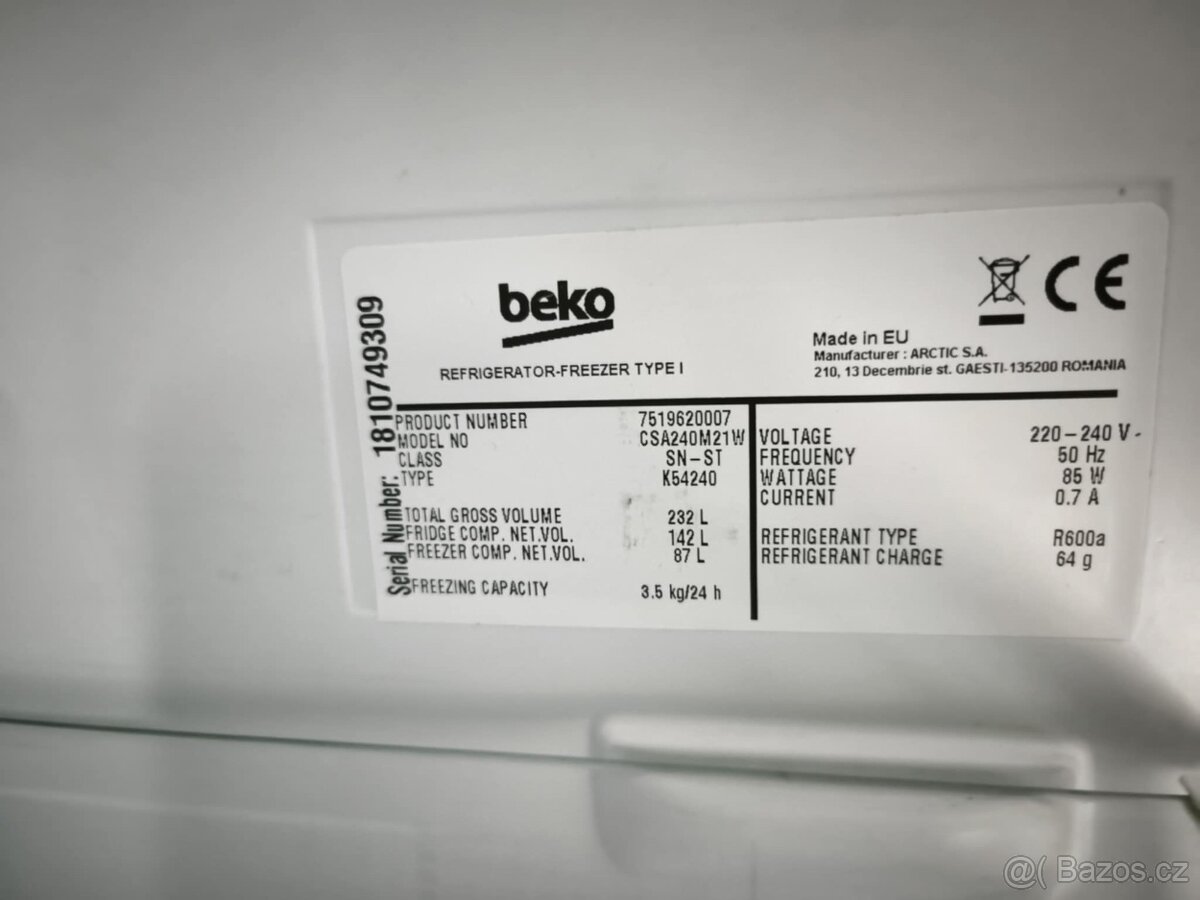 beko
REFRIGERATOR-FREEZER TYPE I
CE
Made in EU
Manufacturer : ARCTIC S.A.
210, 13 Decembrie st. GAESTI-135200 ROMANIA
Serial Number: 1810749309
PRODUCT NUMBER 7519620007
MODEL NO CSA240M21W
CLASS SN-ST
TYPE K54240
TOTAL GROSS VOLUME 232 L
FRIDGE COMP. NET.VOL. 142 L
FREEZER COMP. NET.VOL. 87 L
FREEZING CAPACITY 3.5 kg/24 h
VOLTAGE 220-240 V -
FREQUENCY 50 Hz
WATTAGE 85 W
CURRENT 0.7 A
REFRIGERANT TYPE R600a
REFRIGERANT CHARGE 64 g
@( Bazos.cz